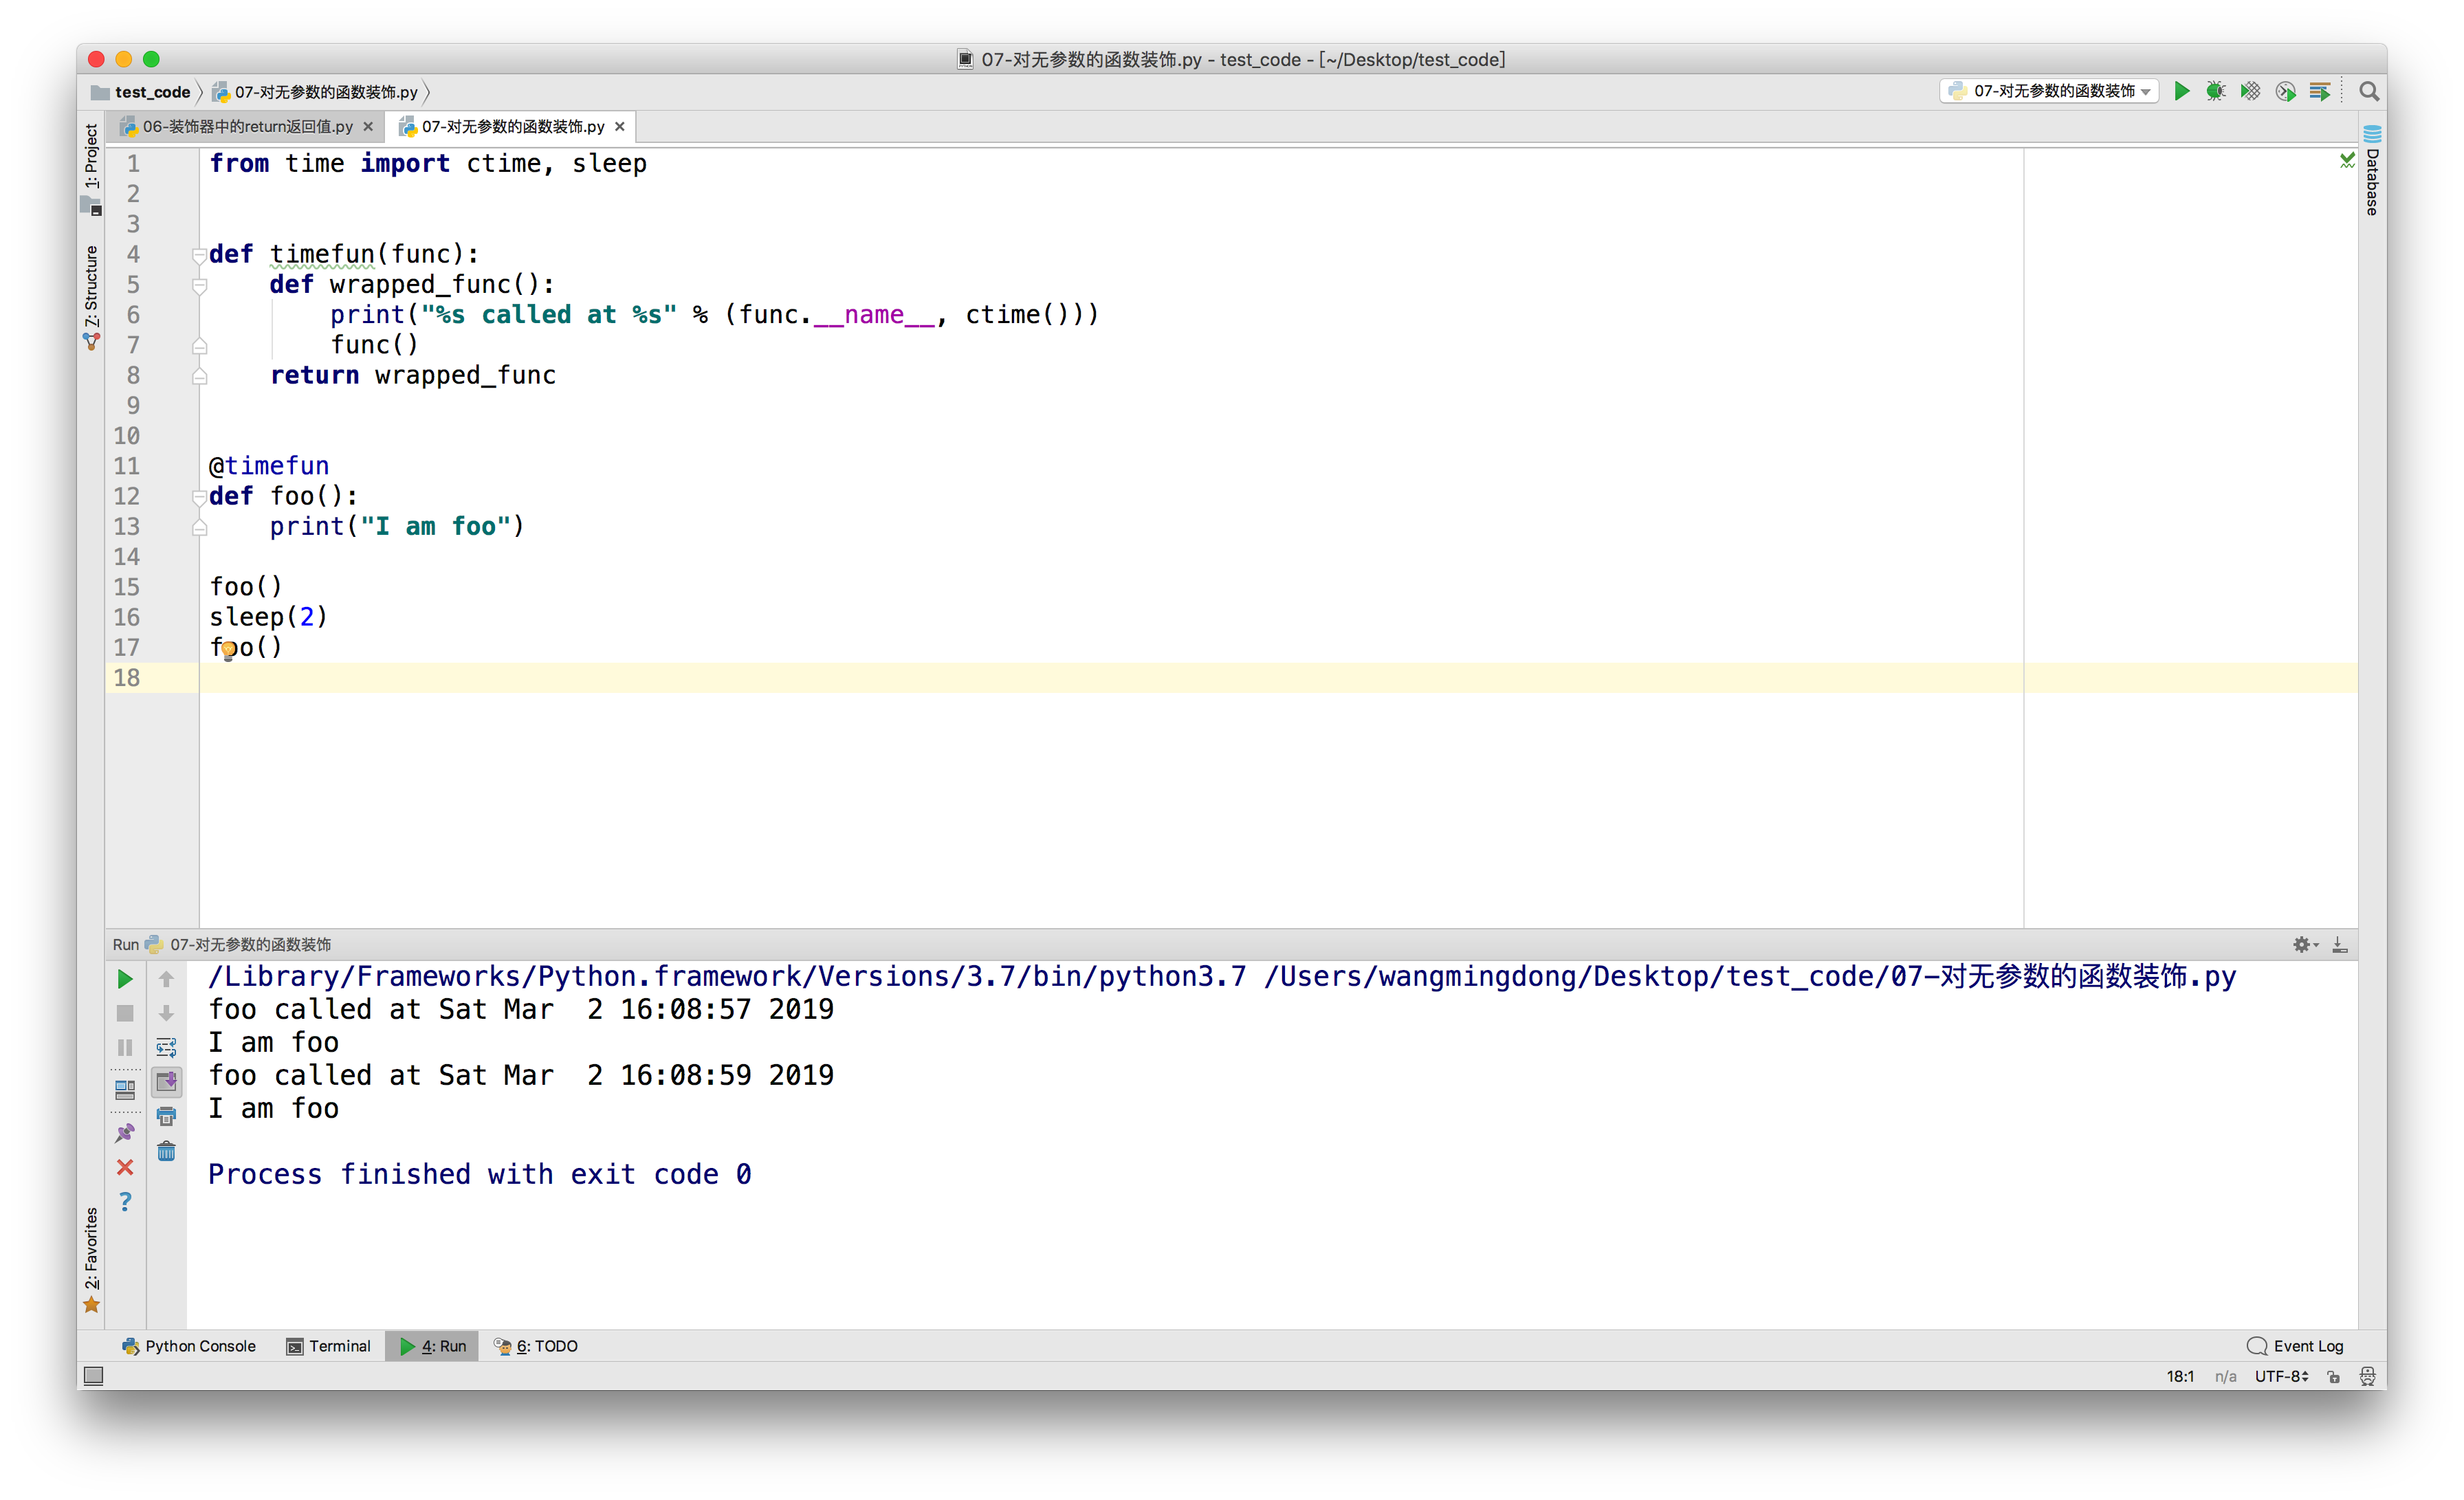 07-对无参数的函数装饰.py - test_code - [~/Desktop/test_code]
test_code 07-对无参数的函数装饰.py 07-对无参数的函数装饰
06-装饰器中的return返回值.py 07-对无参数的函数装饰.py
1: Project
7: Structure
2: Favorites
Database
1 from time import ctime, sleep
2
3
4 def timefun(func):
5     def wrapped_func():
6         print("%s called at %s" % (func.__name__, ctime()))
7         func()
8     return wrapped_func
9
10
11 @timefun
12 def foo():
13     print("I am foo")
14
15 foo()
16 sleep(2)
17 foo()
18
Run 07-对无参数的函数装饰
/Library/Frameworks/Python.framework/Versions/3.7/bin/python3.7 /Users/wangmingdong/Desktop/test_code/07-对无参数的函数装饰.py
foo called at Sat Mar  2 16:08:57 2019
I am foo
foo called at Sat Mar  2 16:08:59 2019
I am foo
Process finished with exit code 0
Python Console Terminal 4: Run 6: TODO Event Log
18:1 n/a UTF-8